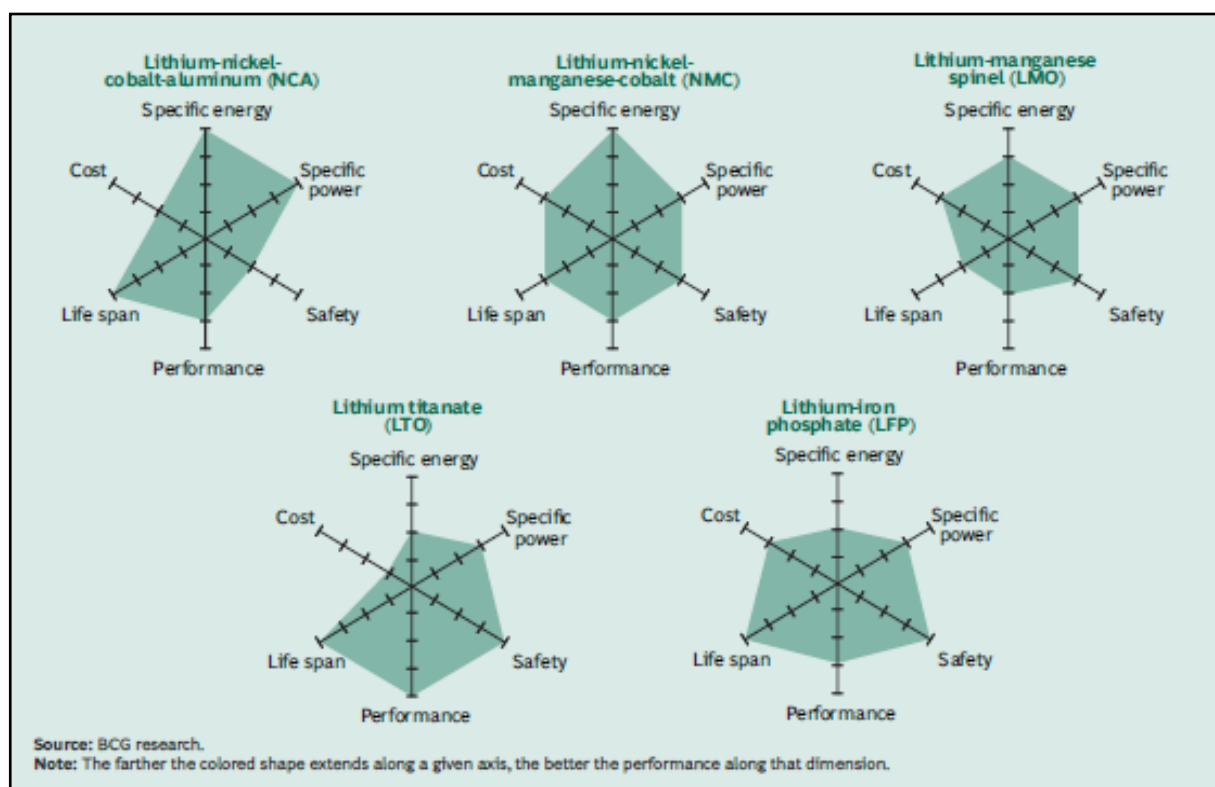 Lithium-nickel-
cobalt-aluminum (NCA)
Specific energy
Cost
Specific
power
Life span
Safety
Performance
Lithium-nickel-
manganese-cobalt (NMC)
Specific energy
Cost
Specific
power
Life span
Safety
Performance
Lithium-manganese
spinel (LMO)
Specific energy
Cost
Specific
power
Life span
Safety
Performance
Lithium titanate
(LTO)
Specific energy
Cost
Specific
power
Life span
Safety
Performance
Lithium-iron
phosphate (LFP)
Specific energy
Cost
Specific
power
Life span
Safety
Performance
Source: BCG research.
Note: The farther the colored shape extends along a given axis, the better the performance along that dimension.